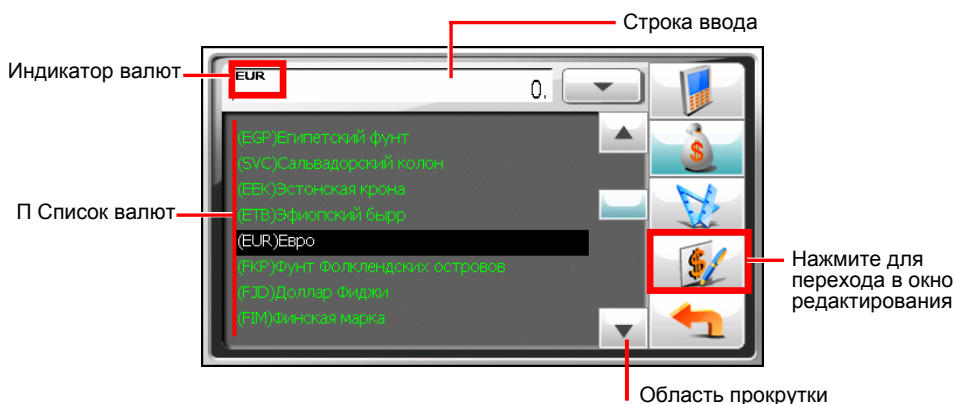 Строка ввода
Индикатор валют
EUR
0.
(EGP)Египетский фунт
(SVC)Сальвадорский колон
(EEK)Эстонская крона
П Список валют
(ETB)Эфиопский бырр
(EUR)Евро
(FKP)Фунт Фолклендских островов
(FJD)Доллар Фиджи
(FIM)Финская марка
$
$
Нажмите для
перехода в окно
редактирования
Область прокрутки